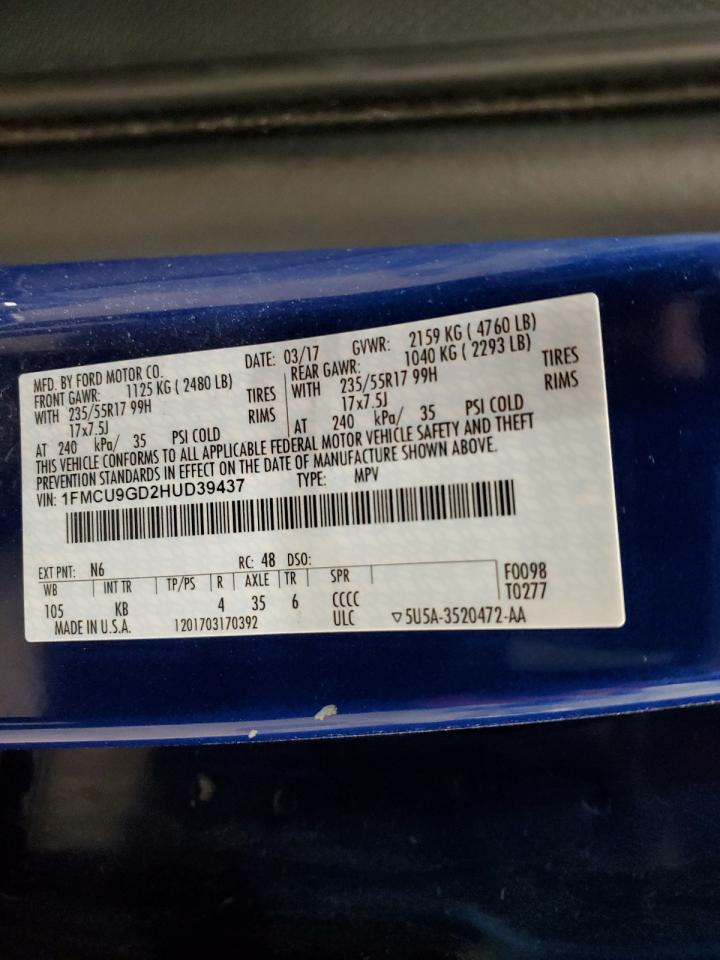 MFD. BY FORD MOTOR CO. DATE: 03/17 GVWR: 2159 KG ( 4760 LB)
FRONT GAWR: 1125 KG ( 2480 LB) REAR GAWR: 1040 KG ( 2293 LB)
WITH 235/55R17 99H TIRES WITH 235/55R17 99H TIRES
17x7.5J RIMS 17x7.5J RIMS
AT 240 kPa/ 35 PSI COLD AT 240 kPa/ 35 PSI COLD
THIS VEHICLE CONFORMS TO ALL APPLICABLE FEDERAL MOTOR VEHICLE SAFETY AND THEFT
PREVENTION STANDARDS IN EFFECT ON THE DATE OF MANUFACTURE SHOWN ABOVE.
VIN: 1FMCU9GD2HUD39437 TYPE: MPV
EXT PNT: N6 RC: 48 DSO: F0098
WB INT TR TP/PS R AXLE TR SPR T0277
105 KB 4 35 6 CCCC
MADE IN U.S.A. 1201703170392 ULC ▽5U5A-3520472-AA